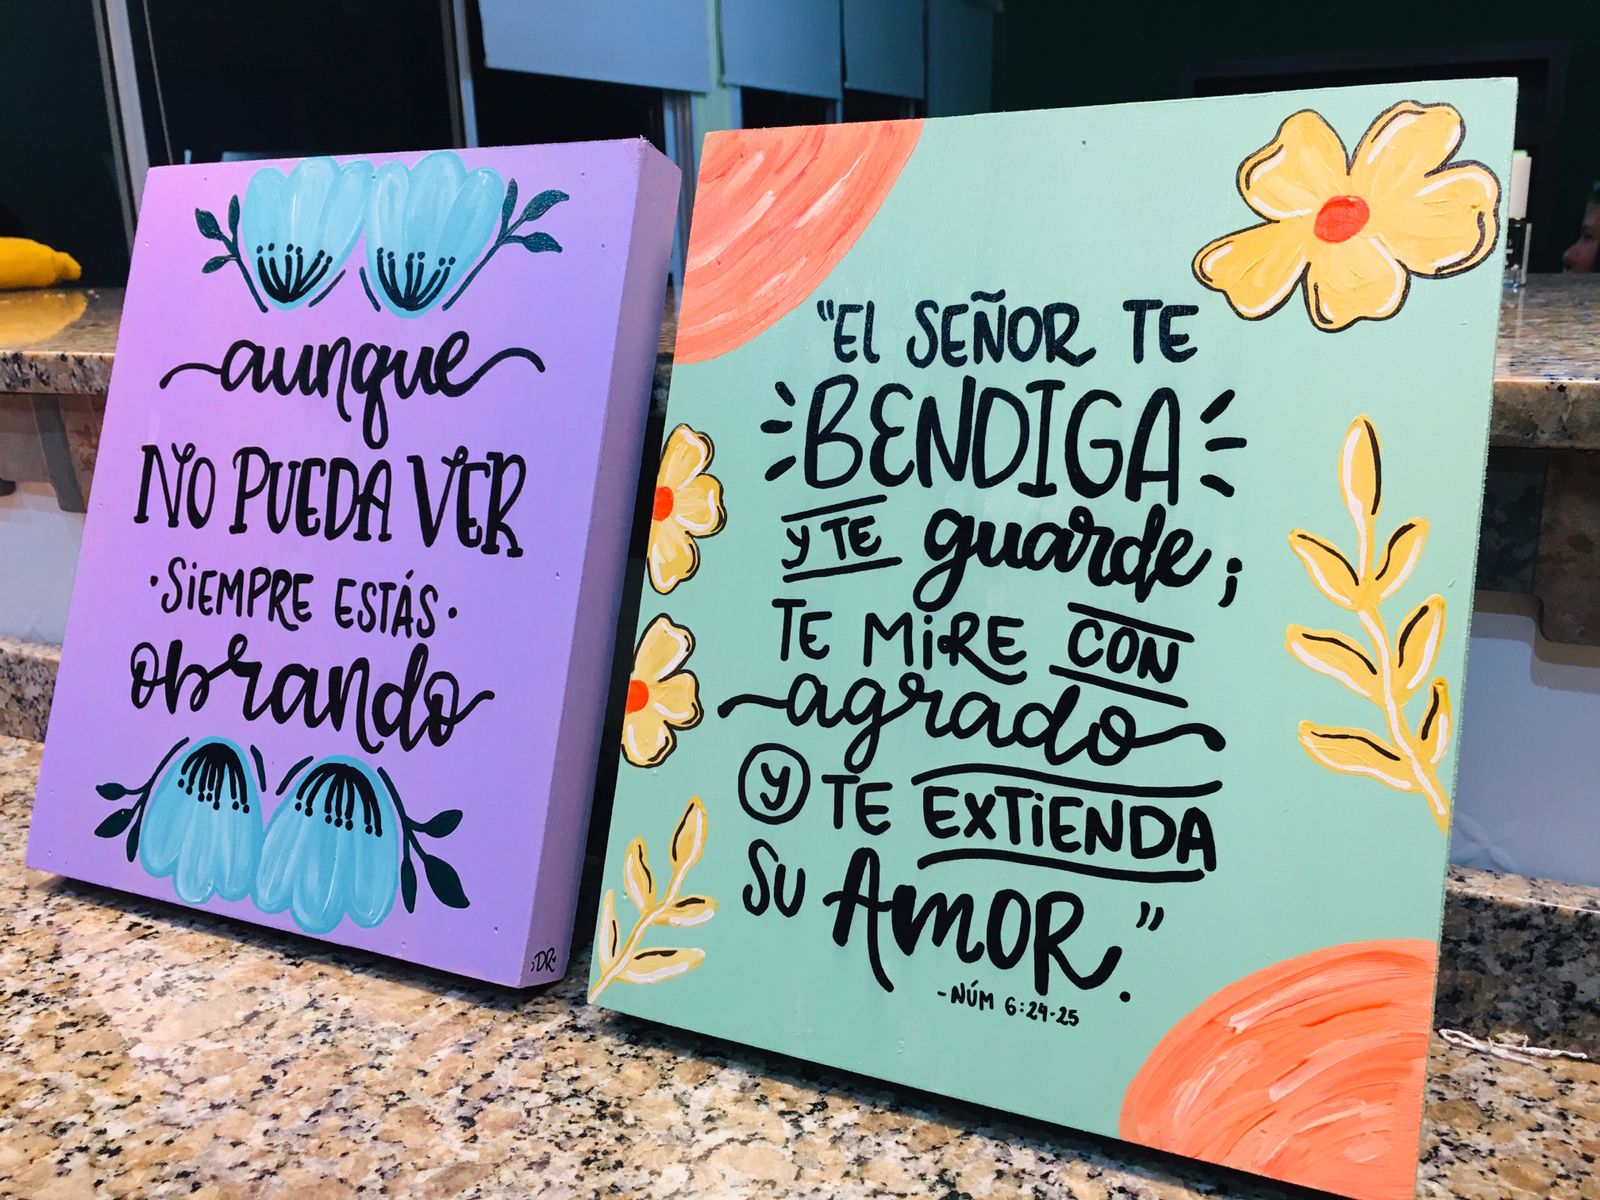 aunque
NO PUEDA VER
·SiEMPRE ESTÁS·
obrando
·DR·
"El SEÑOR TE
BENDIGA
y TE guarde;
TE MiRE CON
agrado
y TE EXTiENDA
SU AMOR."
-NÚM 6:24-25